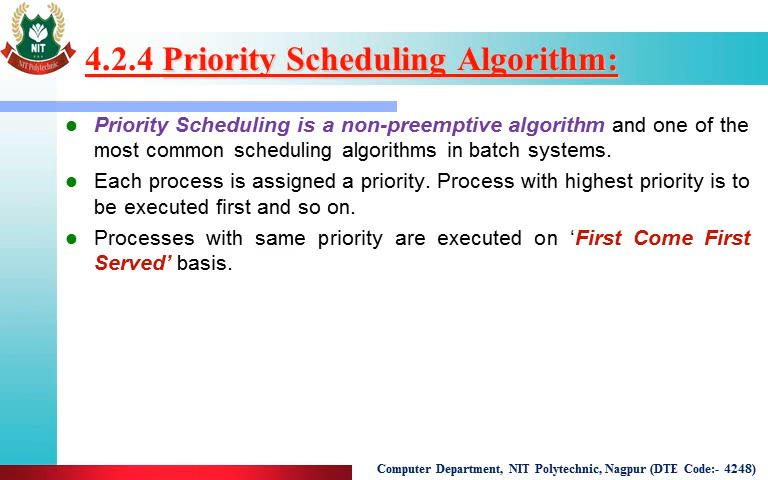 NIT
NIT Polytechnic
4.2.4 Priority Scheduling Algorithm:
Priority Scheduling is a non-preemptive algorithm and one of the
most common scheduling algorithms in batch systems.
Each process is assigned a priority. Process with highest priority is to
be executed first and so on.
Processes with same priority are executed on ‘First Come First
Served’ basis.
Computer Department, NIT Polytechnic, Nagpur (DTE Code:- 4248)